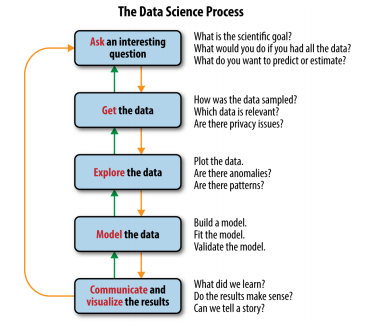 The Data Science Process
Ask an interesting
question
What is the scientific goal?
What would you do if you had all the data?
What do you want to predict or estimate?
Get the data
How was the data sampled?
Which data is relevant?
Are there privacy issues?
Explore the data
Plot the data.
Are there anomalies?
Are there patterns?
Model the data
Build a model.
Fit the model.
Validate the model.
Communicate and
visualize the results
What did we learn?
Do the results make sense?
Can we tell a story?